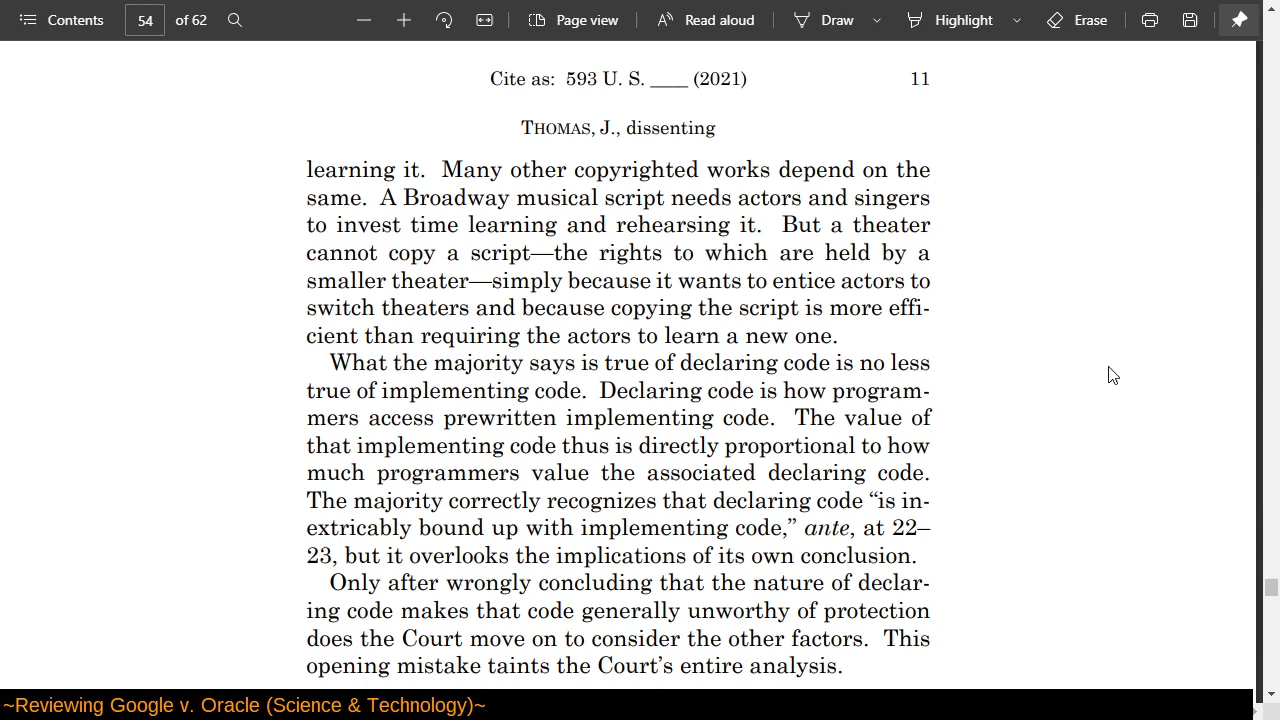 Contents 54 of 62 Page view Read aloud Draw Highlight Erase
Cite as: 593 U. S. ____ (2021) 11
THOMAS, J., dissenting
learning it. Many other copyrighted works depend on the
same. A Broadway musical script needs actors and singers
to invest time learning and rehearsing it. But a theater
cannot copy a script—the rights to which are held by a
smaller theater—simply because it wants to entice actors to
switch theaters and because copying the script is more effi-
cient than requiring the actors to learn a new one.
What the majority says is true of declaring code is no less
true of implementing code. Declaring code is how program-
mers access prewritten implementing code. The value of
that implementing code thus is directly proportional to how
much programmers value the associated declaring code.
The majority correctly recognizes that declaring code “is in-
extricably bound up with implementing code,” ante, at 22–
23, but it overlooks the implications of its own conclusion.
Only after wrongly concluding that the nature of declar-
ing code makes that code generally unworthy of protection
does the Court move on to consider the other factors. This
opening mistake taints the Court’s entire analysis.
~Reviewing Google v. Oracle (Science & Technology)~